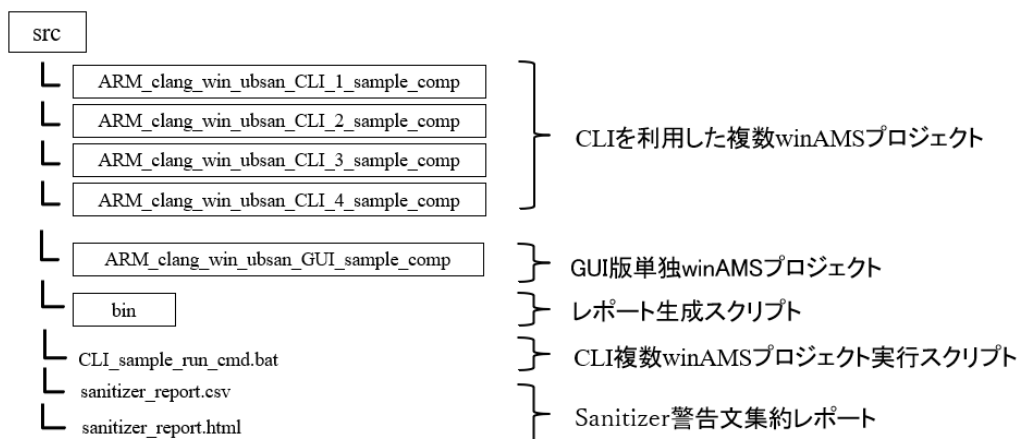 src
ARM_clang_win_ubsan_CLI_1_sample_comp
ARM_clang_win_ubsan_CLI_2_sample_comp
ARM_clang_win_ubsan_CLI_3_sample_comp
ARM_clang_win_ubsan_CLI_4_sample_comp
CLIを利用した複数winAMSプロジェクト
ARM_clang_win_ubsan_GUI_sample_comp
GUI版単独winAMSプロジェクト
bin
レポート生成スクリプト
CLI_sample_run_cmd.bat
CLI複数winAMSプロジェクト実行スクリプト
sanitizer_report.csv
sanitizer_report.html
Sanitizer警告文集約レポート